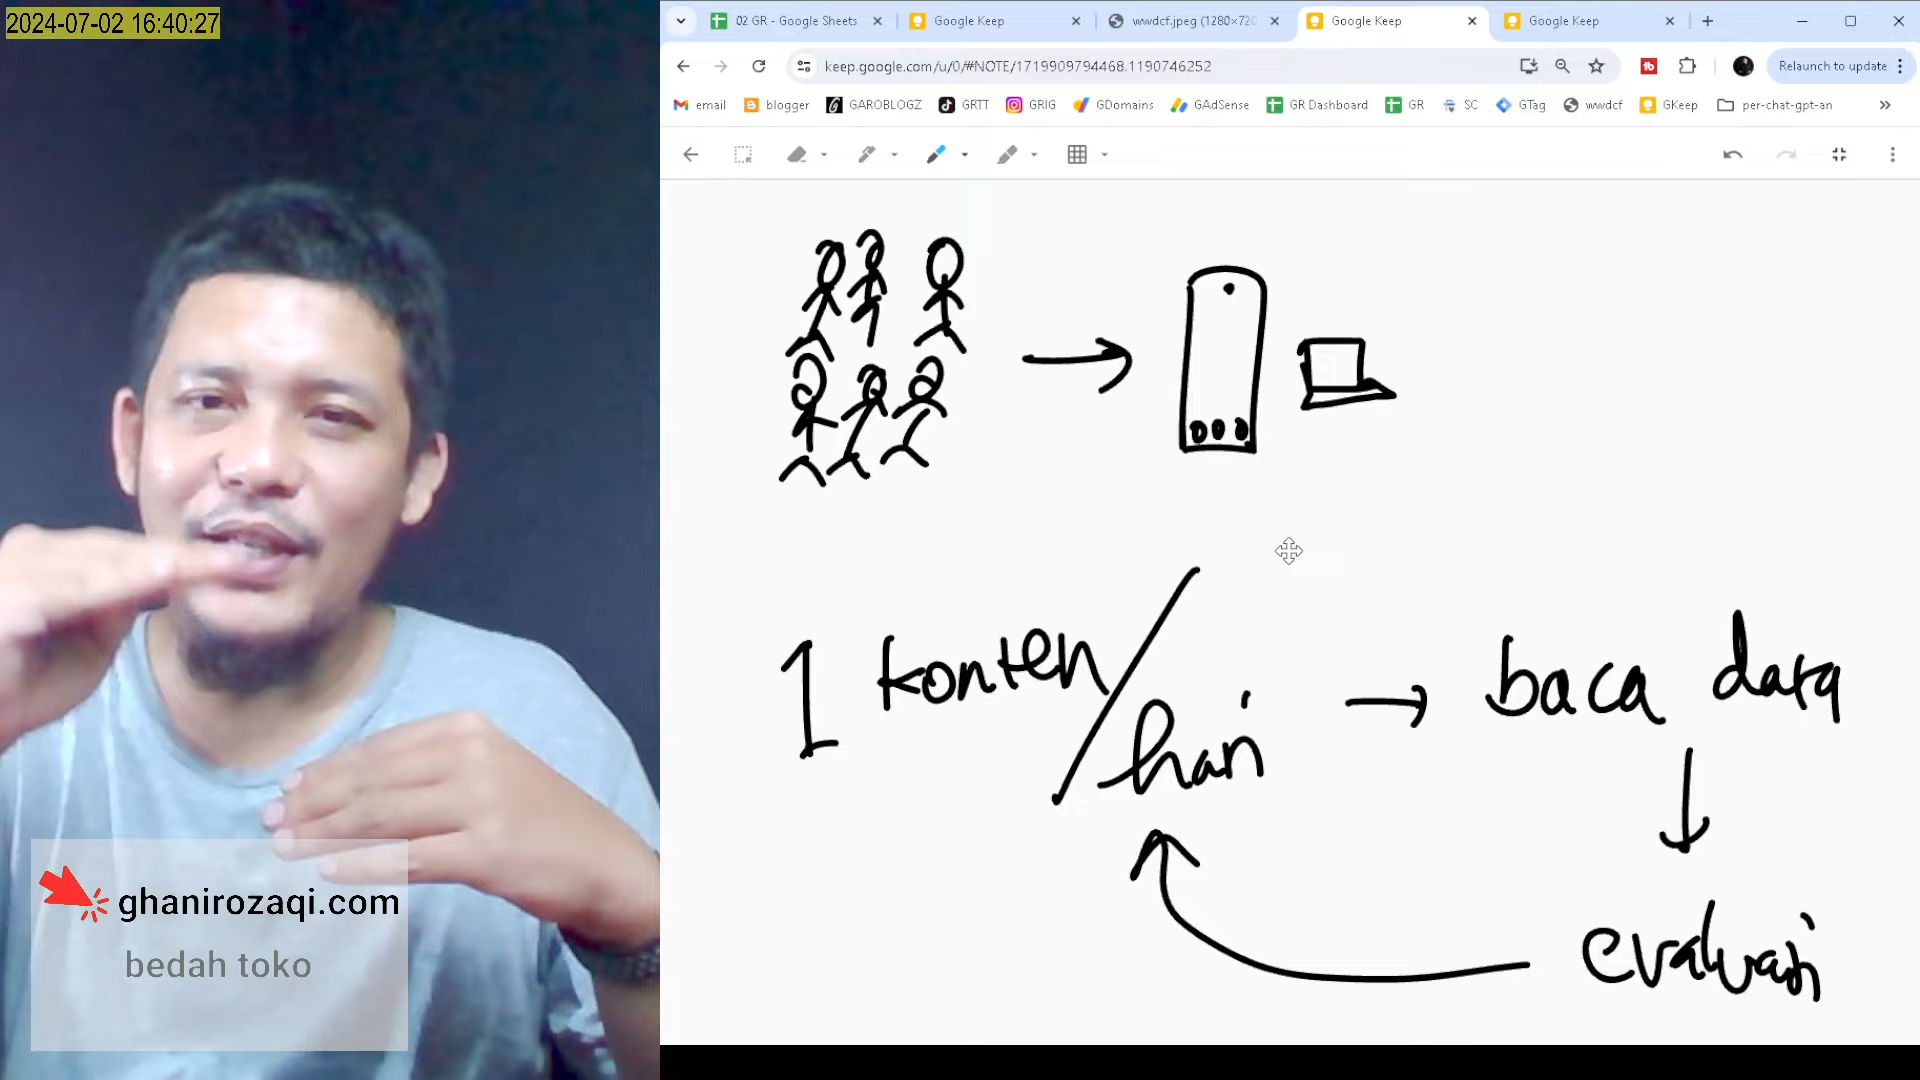 2024-07-02 16:40:27
02 GR - Google Sheets
Google Keep
wwdcf.jpeg (1280×720
Google Keep
Google Keep
keep.google.com/u/0/#NOTE/1719909794468.1190746252
Relaunch to update
email
blogger
GAROBLOGZ
GRTT
GRIG
GDomains
GAdSense
GR Dashboard
GR
SC
GTag
wwdcf
GKeep
per-chat-gpt-an
1 konten/hari → baca data
evaluasi
ghanirozaqi.com
bedah toko